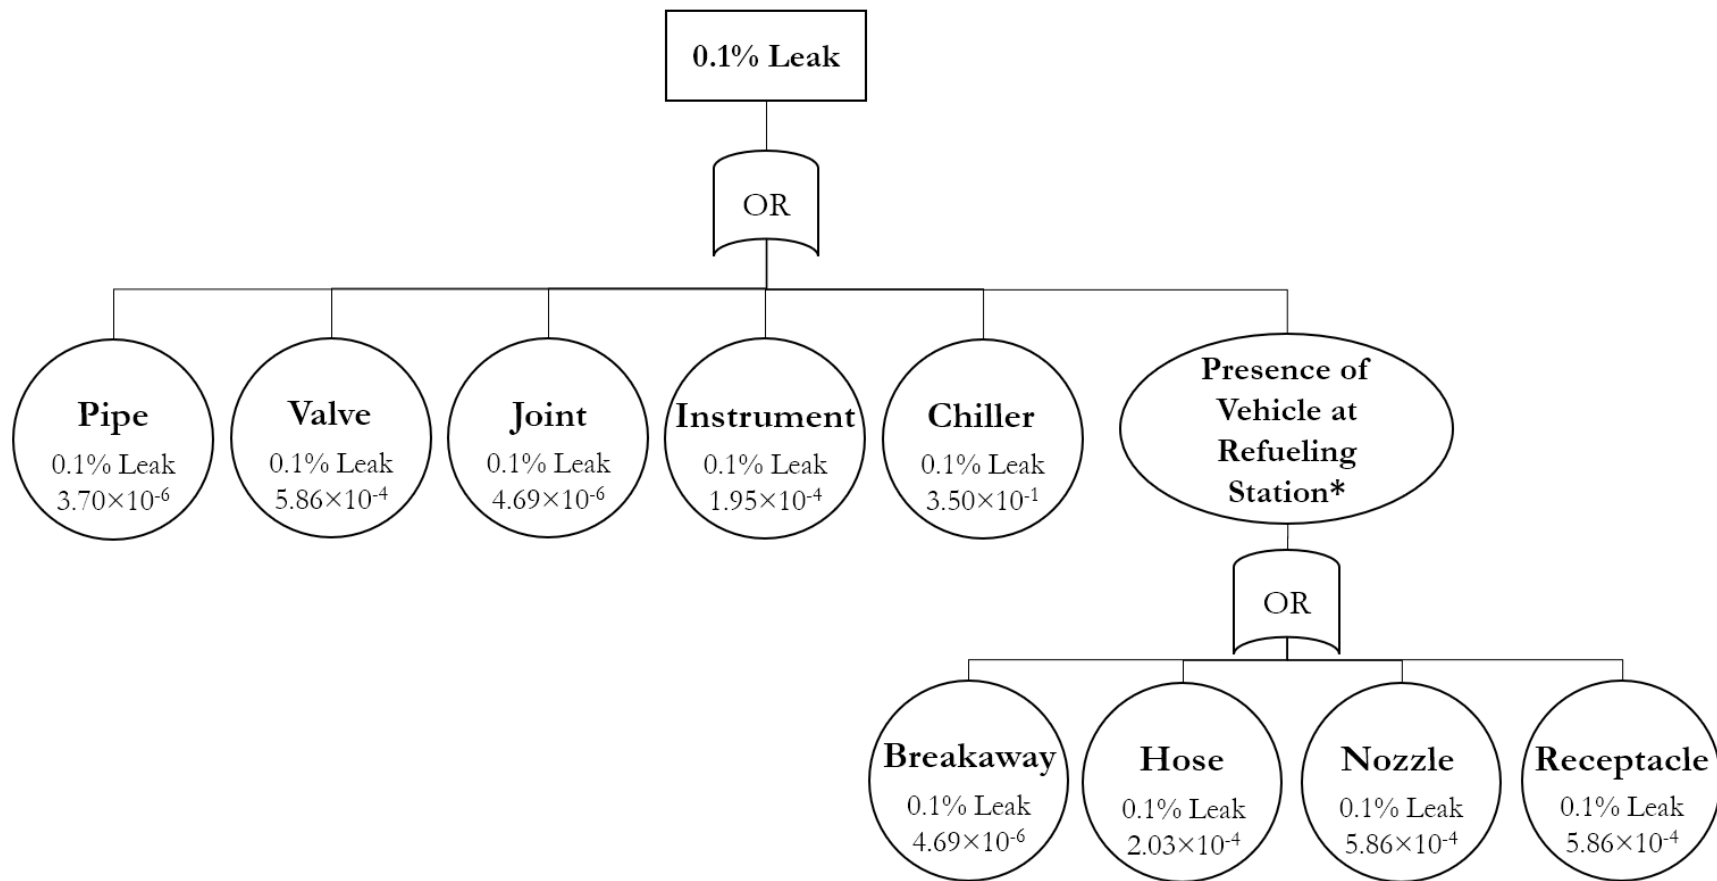 0.1% Leak
OR
Pipe
0.1% Leak
3.70×10⁻⁶
Valve
0.1% Leak
5.86×10⁻⁴
Joint
0.1% Leak
4.69×10⁻⁶
Instrument
0.1% Leak
1.95×10⁻⁴
Chiller
0.1% Leak
3.50×10⁻¹
Presence of
Vehicle at
Refueling
Station*
OR
Breakaway
0.1% Leak
4.69×10⁻⁶
Hose
0.1% Leak
2.03×10⁻⁴
Nozzle
0.1% Leak
5.86×10⁻⁴
Receptacle
0.1% Leak
5.86×10⁻⁴